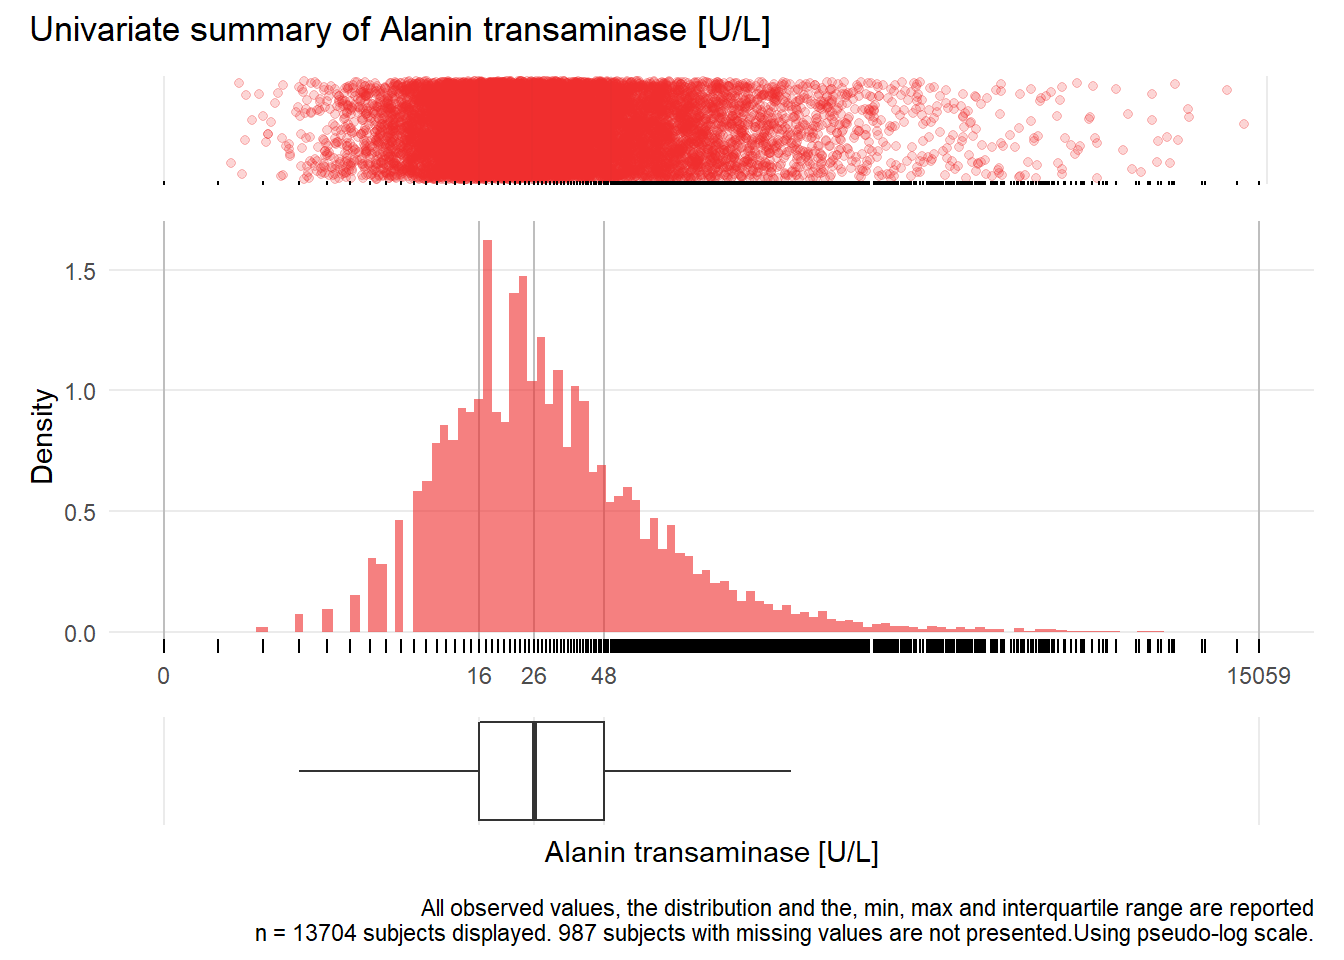 Univariate summary of Alanin transaminase [U/L]
1.5
1.0
0.5
0.0
Density
0 16 26 48 15059
Alanin transaminase [U/L]
All observed values, the distribution and the, min, max and interquartile range are reported
n = 13704 subjects displayed. 987 subjects with missing values are not presented.Using pseudo-log scale.